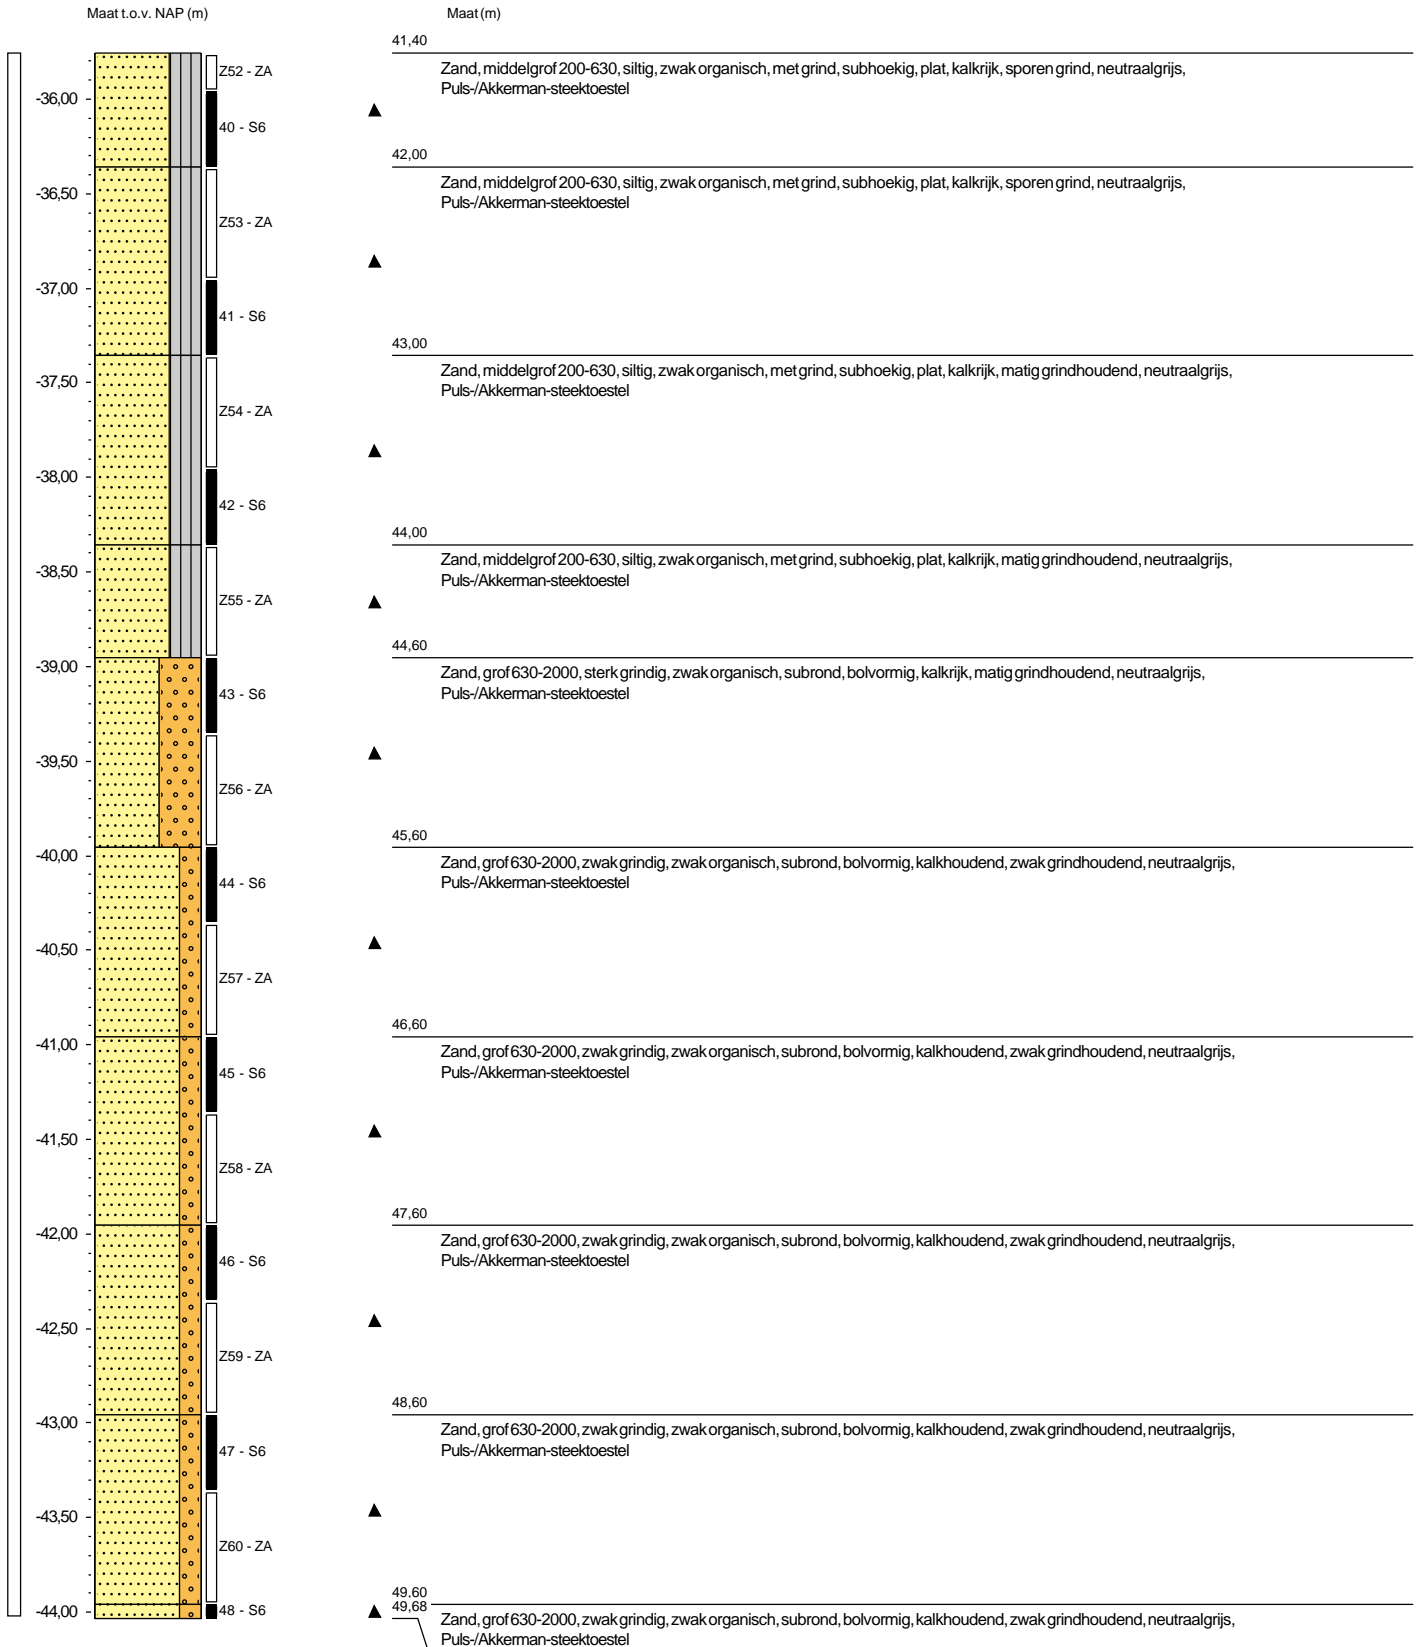 Maat t.o.v. NAP (m)
Maat (m)
41,40
Zand, middelgrof 200-630, siltig, zwak organisch, met grind, subhoekig, plat, kalkrijk, sporen grind, neutraalgrijs,
Puls-/Akkerman-steektoestel
Z52 - ZA
-36,00
40 - S6
42,00
Zand, middelgrof 200-630, siltig, zwak organisch, met grind, subhoekig, plat, kalkrijk, sporen grind, neutraalgrijs,
Puls-/Akkerman-steektoestel
-36,50
Z53 - ZA
-37,00
41 - S6
43,00
Zand, middelgrof 200-630, siltig, zwak organisch, met grind, subhoekig, plat, kalkrijk, matig grindhoudend, neutraalgrijs,
Puls-/Akkerman-steektoestel
-37,50
Z54 - ZA
-38,00
42 - S6
44,00
Zand, middelgrof 200-630, siltig, zwak organisch, met grind, subhoekig, plat, kalkrijk, matig grindhoudend, neutraalgrijs,
Puls-/Akkerman-steektoestel
-38,50
Z55 - ZA
44,60
-39,00
Zand, grof 630-2000, sterk grindig, zwak organisch, subrond, bolvormig, kalkrijk, matig grindhoudend, neutraalgrijs,
Puls-/Akkerman-steektoestel
43 - S6
-39,50
Z56 - ZA
45,60
-40,00
Zand, grof 630-2000, zwak grindig, zwak organisch, subrond, bolvormig, kalkhoudend, zwak grindhoudend, neutraalgrijs,
Puls-/Akkerman-steektoestel
44 - S6
-40,50
Z57 - ZA
46,60
-41,00
Zand, grof 630-2000, zwak grindig, zwak organisch, subrond, bolvormig, kalkhoudend, zwak grindhoudend, neutraalgrijs,
Puls-/Akkerman-steektoestel
45 - S6
-41,50
Z58 - ZA
47,60
-42,00
Zand, grof 630-2000, zwak grindig, zwak organisch, subrond, bolvormig, kalkhoudend, zwak grindhoudend, neutraalgrijs,
Puls-/Akkerman-steektoestel
46 - S6
-42,50
Z59 - ZA
48,60
-43,00
Zand, grof 630-2000, zwak grindig, zwak organisch, subrond, bolvormig, kalkhoudend, zwak grindhoudend, neutraalgrijs,
Puls-/Akkerman-steektoestel
47 - S6
-43,50
Z60 - ZA
49,60
49,68
-44,00
48 - S6
Zand, grof 630-2000, zwak grindig, zwak organisch, subrond, bolvormig, kalkhoudend, zwak grindhoudend, neutraalgrijs,
Puls-/Akkerman-steektoestel